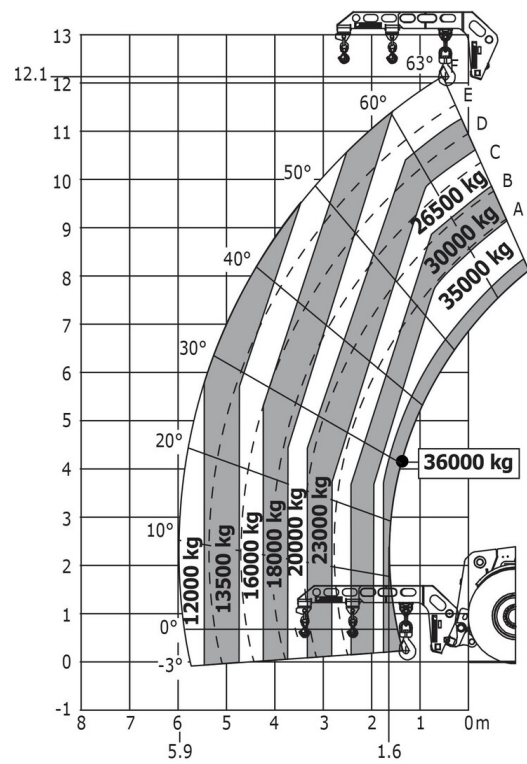 13
12.1
12
11
10
9
8
7
6
5
4
3
2
1
0
-1
8
7
6
5
4
3
2
1
0 m
5.9
1.6
63°
60°
50°
40°
30°
20°
10°
0°
-3°
F
E
D
C
B
A
26500 kg
30000 kg
35000 kg
36000 kg
12000 kg
13500 kg
16000 kg
18000 kg
20000 kg
23000 kg